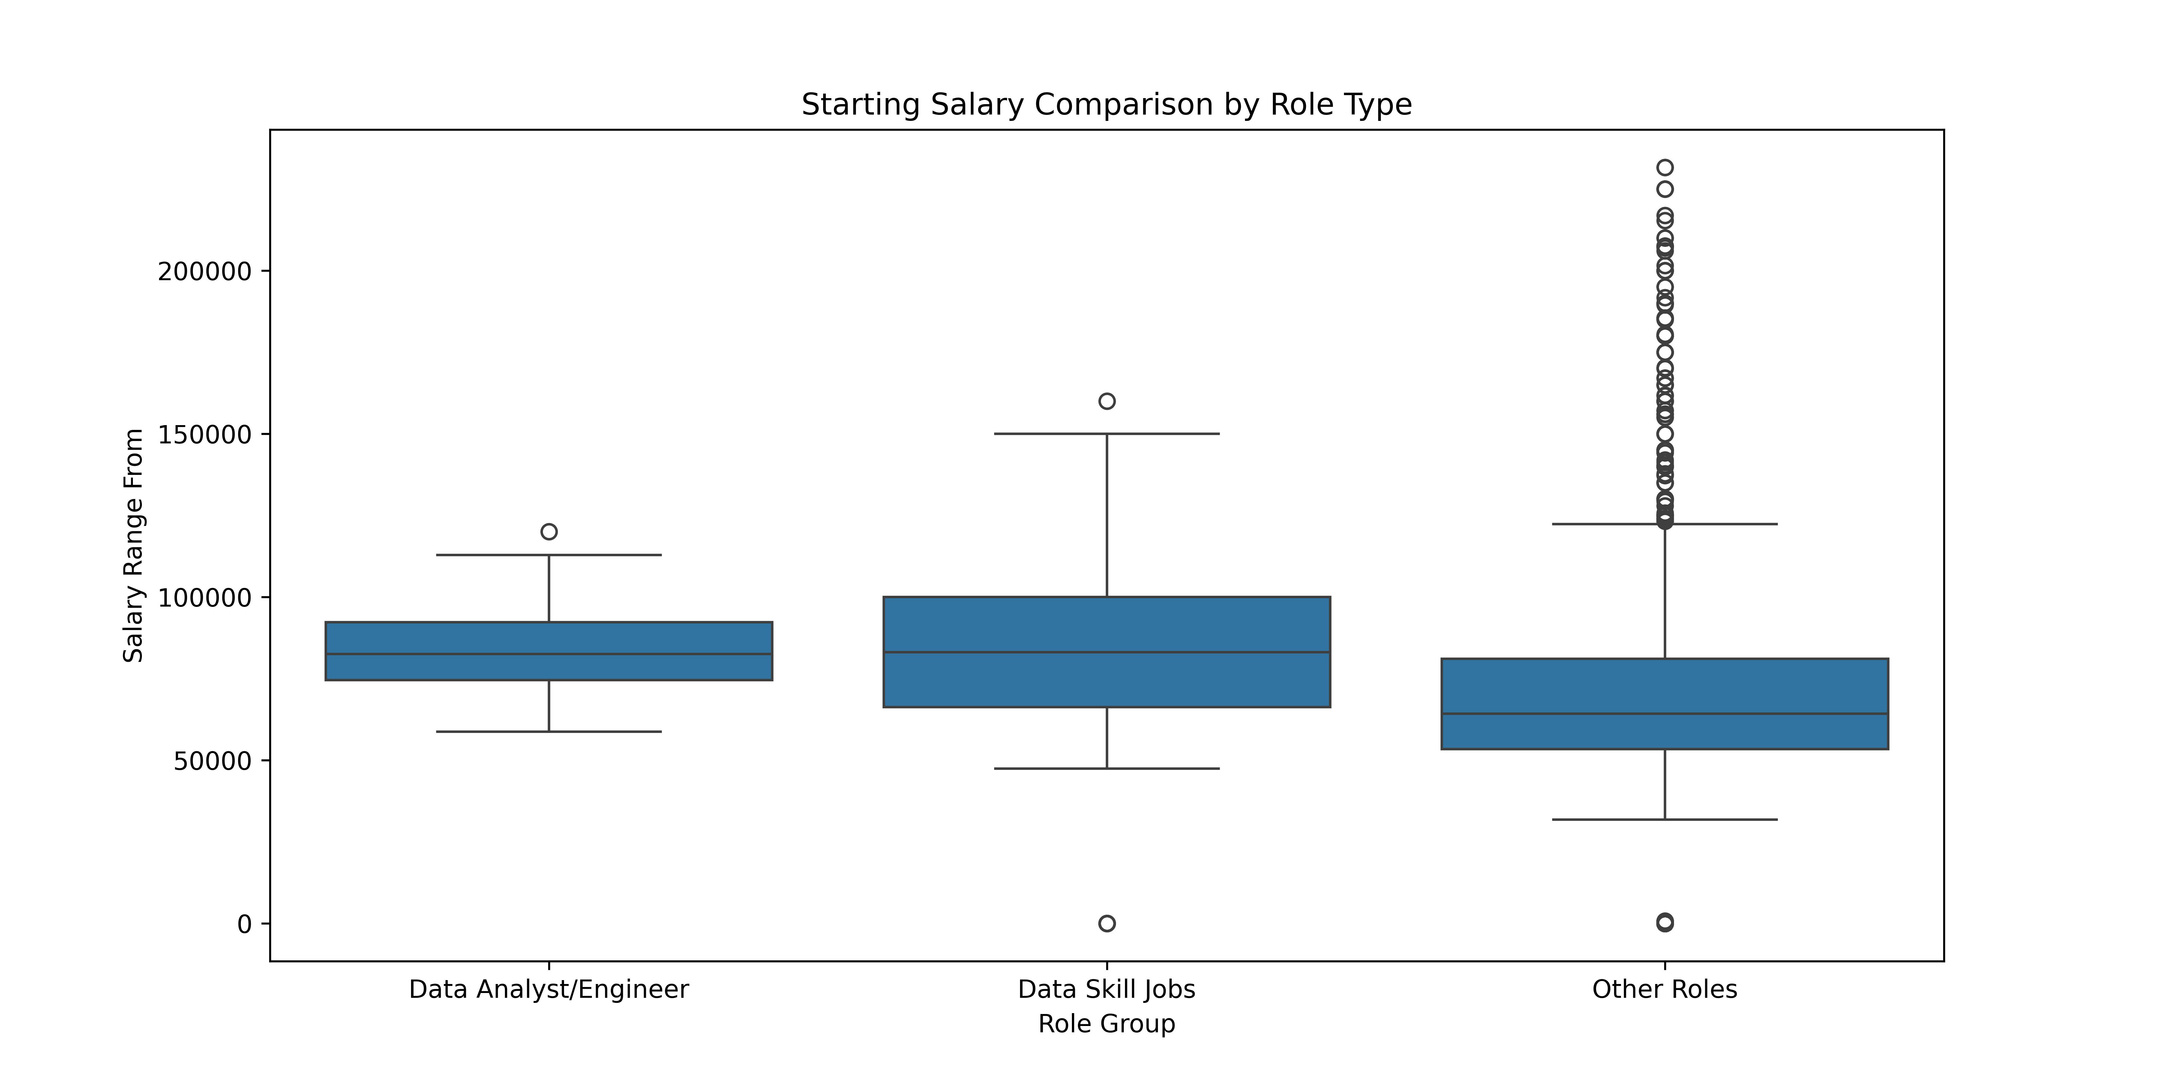 Starting Salary Comparison by Role Type
Salary Range From
200000
150000
100000
50000
0
Data Analyst/Engineer
Data Skill Jobs
Other Roles
Role Group